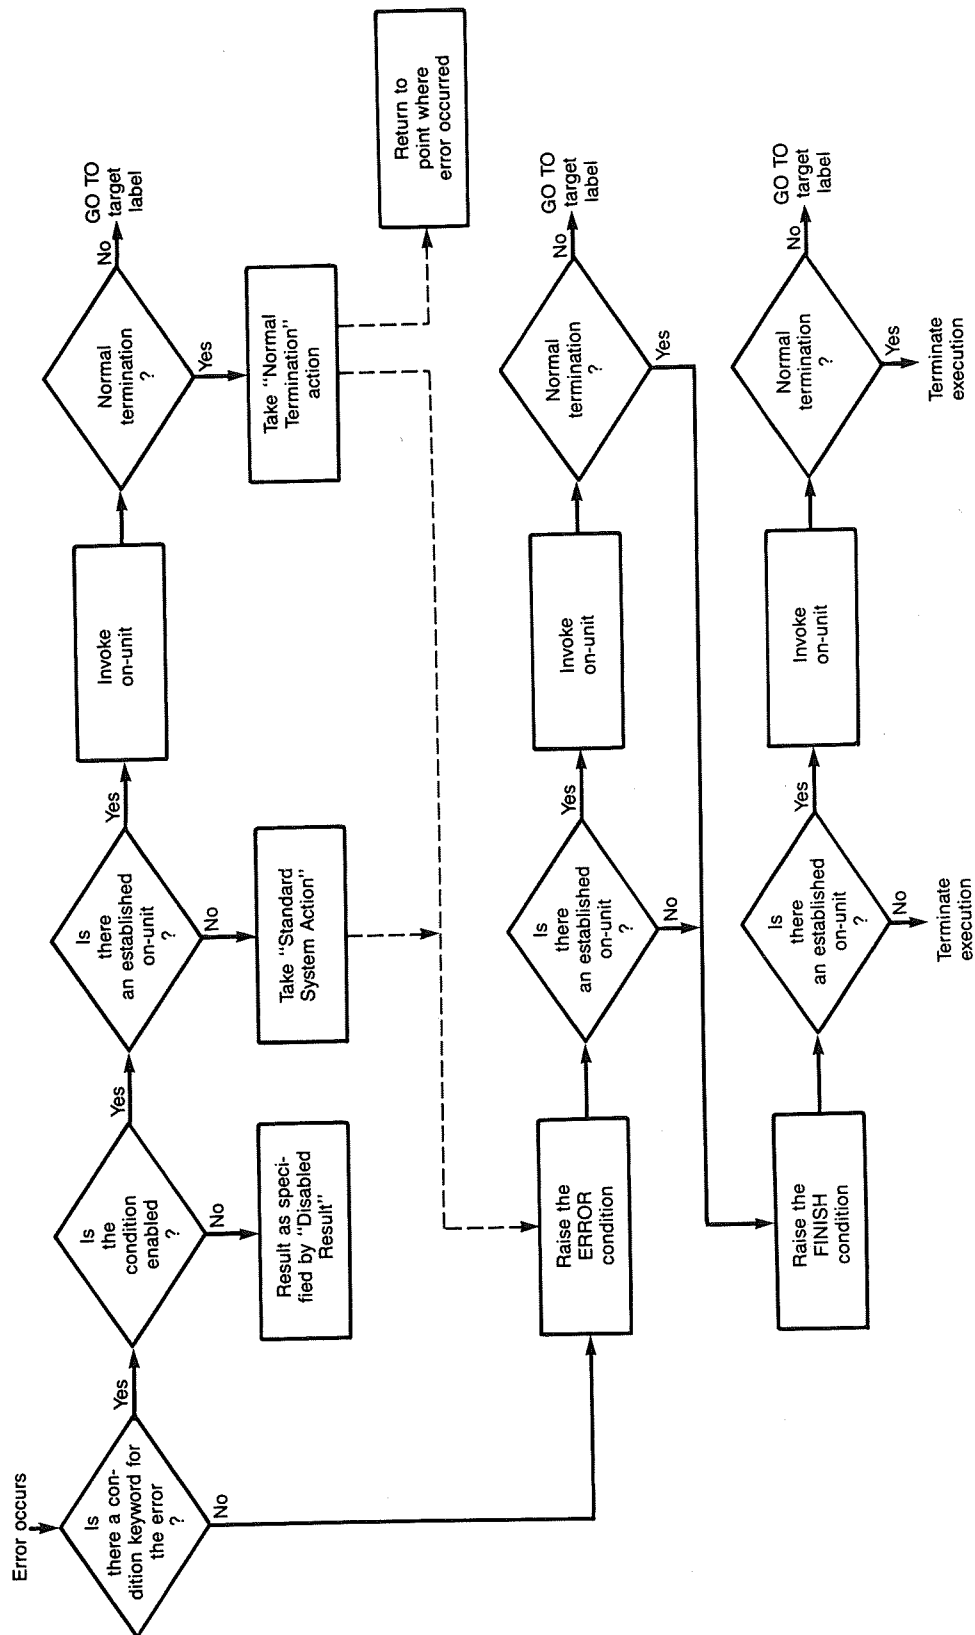 Error occurs
Is
there a con-
dition keyword for
the error
?
Yes
No
Is
the
condition
enabled
?
Yes
No
Result as speci-
fied by "Disabled
Result"
Is
there
an established
on-unit
?
Yes
No
Take "Standard
System Action"
Invoke
on-unit
Normal
termination
?
No
GO TO
target
label
Yes
Take "Normal
Termination"
action
Return to
point where
error occurred
Raise the
ERROR
condition
Is
there
an established
on-unit
?
Yes
No
Invoke
on-unit
Normal
termination
?
No
GO TO
target
label
Yes
Raise the
FINISH
condition
Is
there
an established
on-unit
?
Yes
No
Terminate
execution
Invoke
on-unit
Normal
termination
?
No
GO TO
target
label
Yes
Terminate
execution